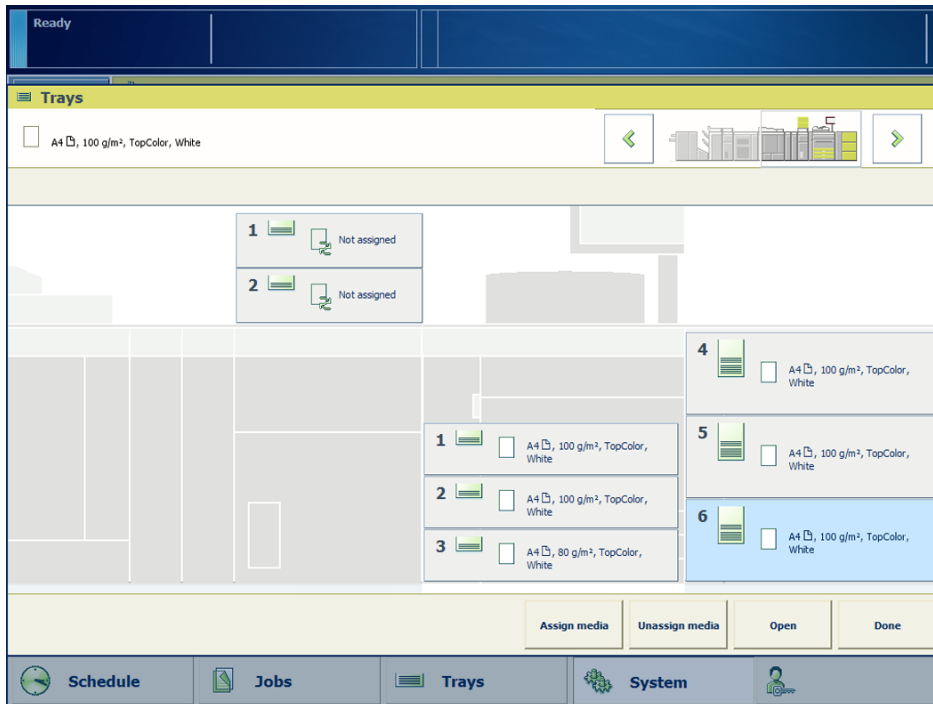 Ready
Trays
A4, 100 g/m², TopColor, White
1
Not assigned
2
Not assigned
4
A4, 100 g/m², TopColor,
White
1
A4, 100 g/m², TopColor,
White
5
A4, 100 g/m², TopColor,
White
2
A4, 100 g/m², TopColor,
White
6
A4, 100 g/m², TopColor,
White
3
A4, 80 g/m², TopColor,
White
Assign media
Unassign media
Open
Done
Schedule
Jobs
Trays
System